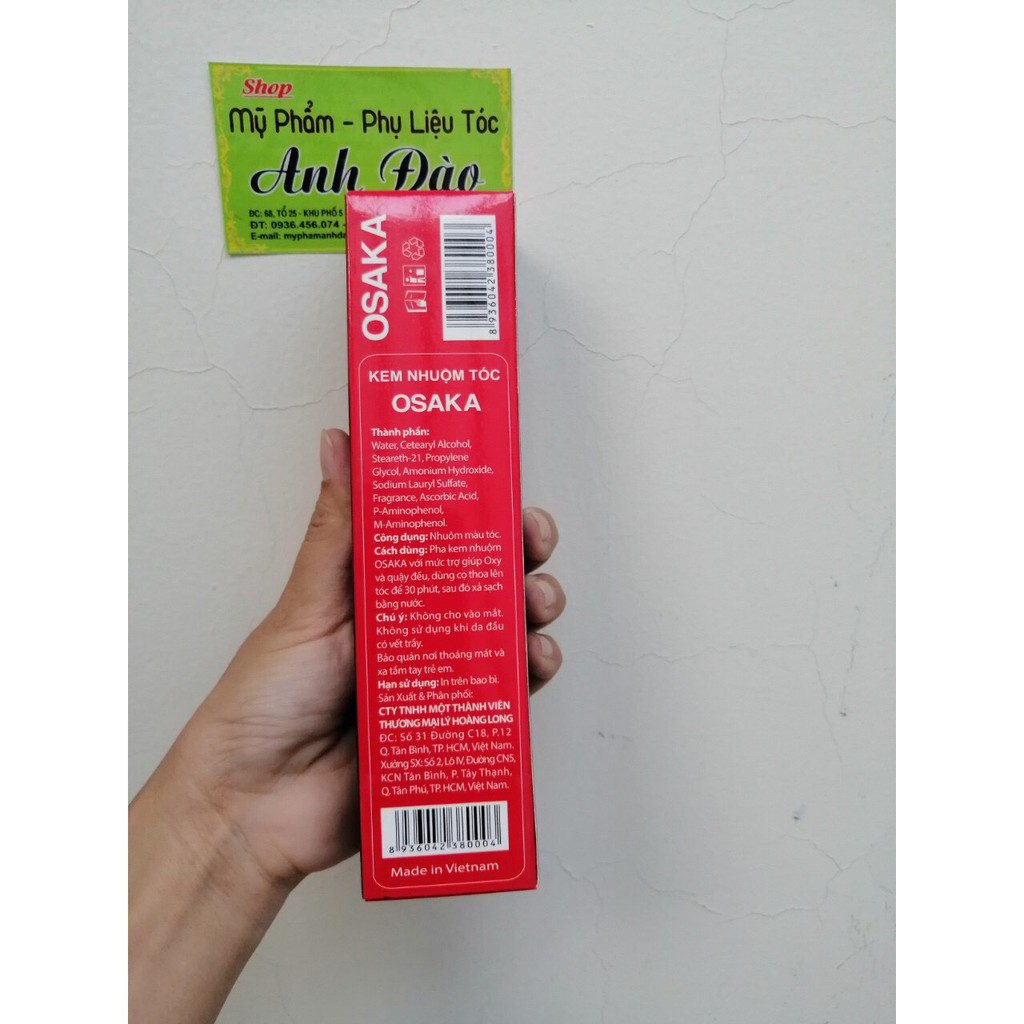 Shop
Mỹ Phẩm - Phụ Liệu Tóc
Anh Đào
ĐC: 68, TỔ 25 - KHU PHỐ 5
ĐT: 0936.456.074 -
E-mail: myphamanhda
OSAKA
8 936042 380004
KEM NHUỘM TÓC
OSAKA
Thành phần:
Water, Cetearyl Alcohol,
Steareth-21, Propylene
Glycol, Amonium Hydroxide,
Sodium Lauryl Sulfate,
Fragrance, Ascorbic Acid,
P-Aminophenol,
M-Aminophenol.
Công dụng: Nhuôm màu tóc.
Cách dùng: Pha kem nhuộm
OSAKA với mức trợ giúp Oxy
và quậy đều, dùng cọ thoa lên
tóc để 30 phút, sau đó xả sạch
bằng nước.
Chú ý: Không cho vào mắt.
Không sử dụng khi da đầu
có vết trầy.
Bảo quản nơi thoáng mát và
xa tầm tay trẻ em.
Hạn sử dụng: In trên bao bì.
Sản Xuất & Phân phối:
CTY TNHH MỘT THÀNH VIÊN
THƯƠNG MẠI LÝ HOÀNG LONG
ĐC: Số 31 Đường C18, P.12
Q. Tân Bình, TP. HCM, Việt Nam.
Xưởng SX: Số 2, Lô IV, Đường CN5,
KCN Tân Bình, P. Tây Thạnh,
Q. Tân Phú, TP. HCM, Việt Nam.
8 936042 380004
Made in Vietnam